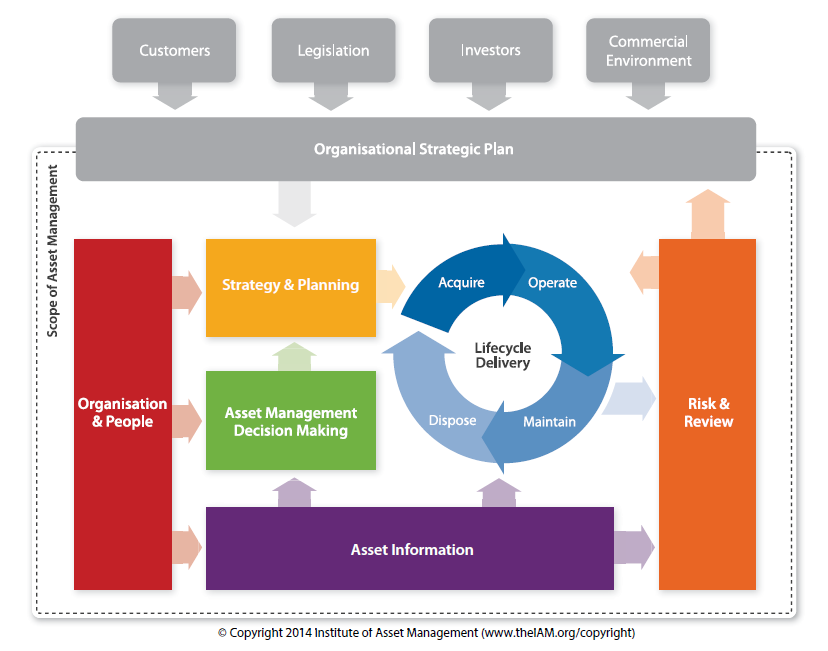 Customers
Legislation
Investors
Commercial
Environment
Organisational Strategic Plan
Scope of Asset Management
Strategy & Planning
Acquire
Operate
Lifecycle
Delivery
Organisation
& People
Asset Management
Decision Making
Dispose
Maintain
Risk &
Review
Asset Information
© Copyright 2014 Institute of Asset Management (www.theIAM.org/copyright)